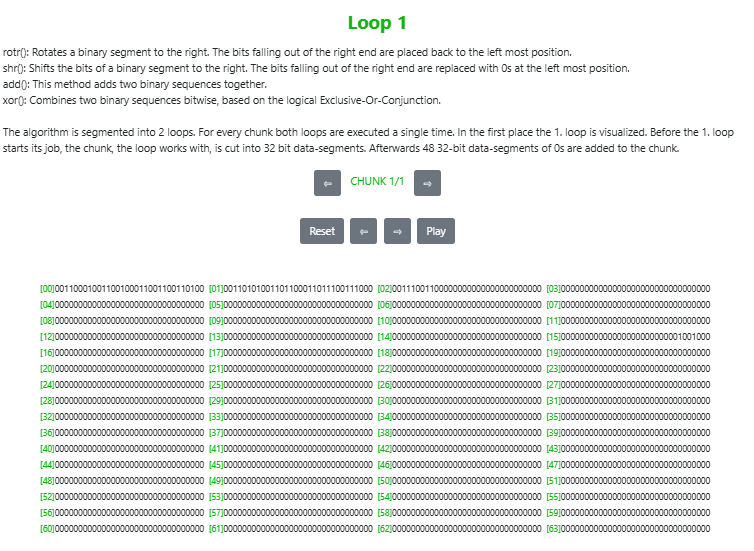 Loop 1
rotr(): Rotates a binary segment to the right. The bits falling out of the right end are placed back to the left most position.
shr(): Shifts the bits of a binary segment to the right. The bits falling out of the right end are replaced with 0s at the left most position.
add(): This method adds two binary sequences together.
xor(): Combines two binary sequences bitwise, based on the logical Exclusive-Or-Conjunction.
The algorithm is segmented into 2 loops. For every chunk both loops are executed a single time. In the first place the 1. loop is visualized. Before the 1. loop
starts its job, the chunk, the loop works with, is cut into 32 bit data-segments. Afterwards 48 32-bit data-segments of 0s are added to the chunk.
⇦ CHUNK 1/1 ⇨
Reset ⇦ ⇨ Play
[00]00110001001100100011001100110100 [01]00110101001101100011011100111000 [02]00111001100000000000000000000000 [03]00000000000000000000000000000000
[04]00000000000000000000000000000000 [05]00000000000000000000000000000000 [06]00000000000000000000000000000000 [07]00000000000000000000000000000000
[08]00000000000000000000000000000000 [09]00000000000000000000000000000000 [10]00000000000000000000000000000000 [11]00000000000000000000000000000000
[12]00000000000000000000000000000000 [13]00000000000000000000000000000000 [14]00000000000000000000000000000000 [15]00000000000000000000000001001000
[16]00000000000000000000000000000000 [17]00000000000000000000000000000000 [18]00000000000000000000000000000000 [19]00000000000000000000000000000000
[20]00000000000000000000000000000000 [21]00000000000000000000000000000000 [22]00000000000000000000000000000000 [23]00000000000000000000000000000000
[24]00000000000000000000000000000000 [25]00000000000000000000000000000000 [26]00000000000000000000000000000000 [27]00000000000000000000000000000000
[28]00000000000000000000000000000000 [29]00000000000000000000000000000000 [30]00000000000000000000000000000000 [31]00000000000000000000000000000000
[32]00000000000000000000000000000000 [33]00000000000000000000000000000000 [34]00000000000000000000000000000000 [35]00000000000000000000000000000000
[36]00000000000000000000000000000000 [37]00000000000000000000000000000000 [38]00000000000000000000000000000000 [39]00000000000000000000000000000000
[40]00000000000000000000000000000000 [41]00000000000000000000000000000000 [42]00000000000000000000000000000000 [43]00000000000000000000000000000000
[44]00000000000000000000000000000000 [45]00000000000000000000000000000000 [46]00000000000000000000000000000000 [47]00000000000000000000000000000000
[48]00000000000000000000000000000000 [49]00000000000000000000000000000000 [50]00000000000000000000000000000000 [51]00000000000000000000000000000000
[52]00000000000000000000000000000000 [53]00000000000000000000000000000000 [54]00000000000000000000000000000000 [55]00000000000000000000000000000000
[56]00000000000000000000000000000000 [57]00000000000000000000000000000000 [58]00000000000000000000000000000000 [59]00000000000000000000000000000000
[60]00000000000000000000000000000000 [61]00000000000000000000000000000000 [62]00000000000000000000000000000000 [63]00000000000000000000000000000000